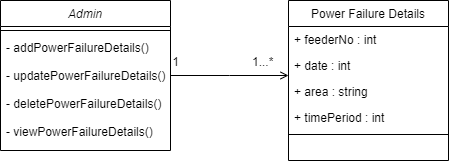 Admin
- addPowerFailureDetails()
- updatePowerFailureDetails()
- deletePowerFailureDetails()
- viewPowerFailureDetails()
1
1...*
Power Failure Details
+ feederNo : int
+ date : int
+ area : string
+ timePeriod : int